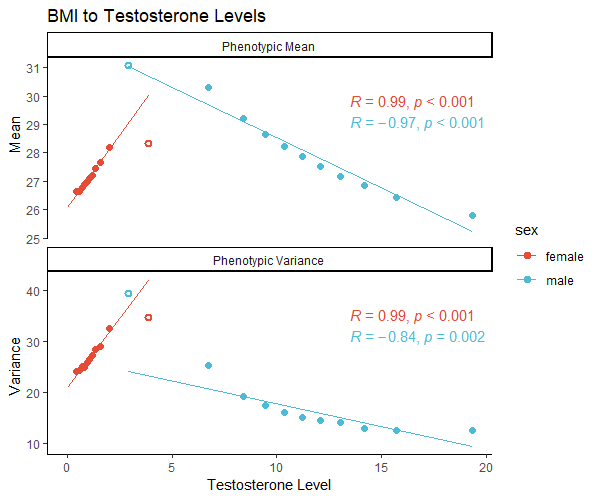 BMI to Testosterone Levels
Phenotypic Mean
31
30
29
28
27
26
25
Mean
R = 0.99, p < 0.001
R = −0.97, p < 0.001
Phenotypic Variance
40
30
20
10
Variance
R = 0.99, p < 0.001
R = −0.84, p = 0.002
0 5 10 15 20
Testosterone Level
sex
female
male